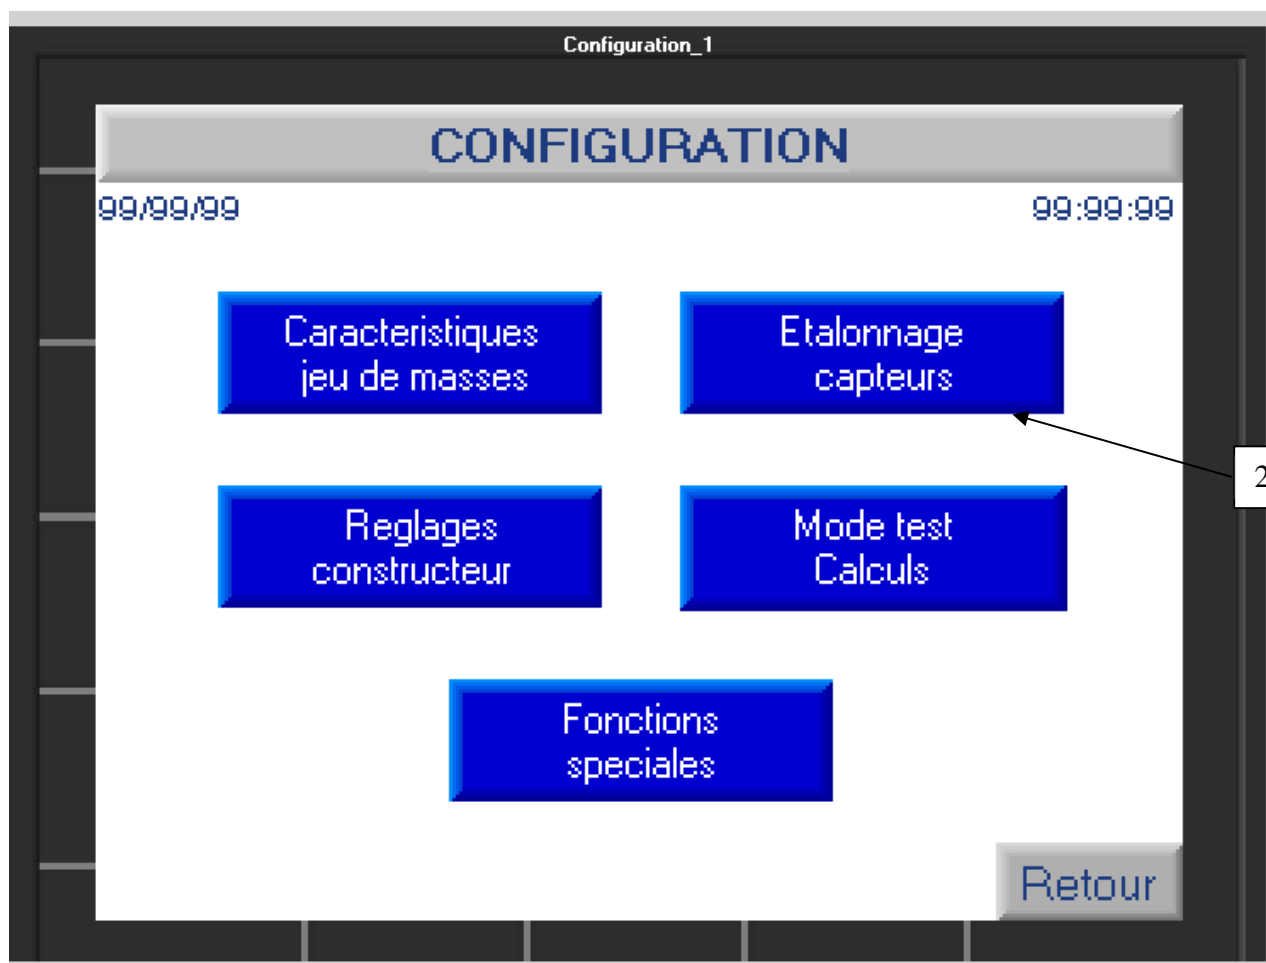 Configuration_1
CONFIGURATION
99/99/99
99:99:99
Caracteristiques
jeu de masses
Etalonnage
capteurs
2
Reglages
constructeur
Mode test
Calculs
Fonctions
speciales
Retour